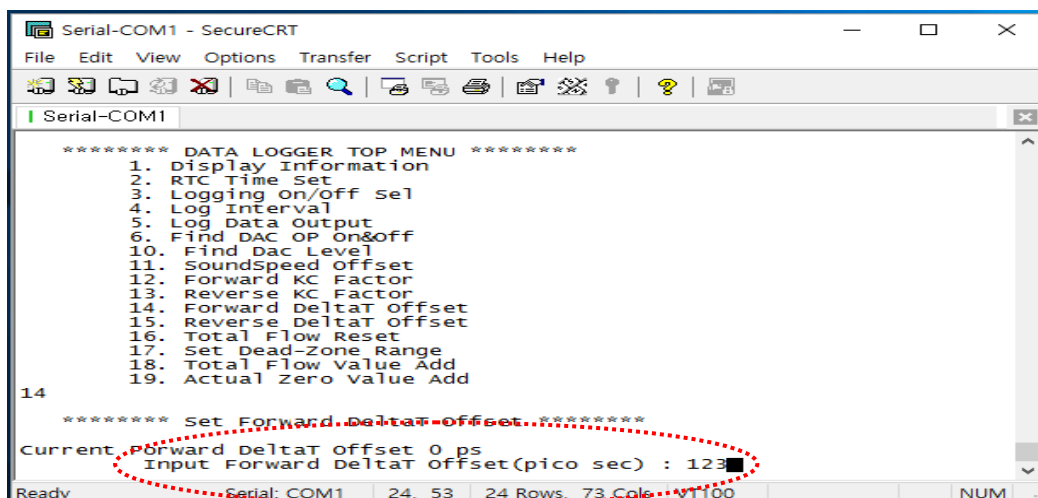 Serial-COM1 - SecureCRT
File Edit View Options Transfer Script Tools Help
Serial-COM1
******** DATA LOGGER TOP MENU ********
1. Display Information
2. RTC Time Set
3. Logging On/Off Sel
4. Log Interval
5. Log Data Output
6. Find DAC OP On&Off
10. Find Dac Level
11. SoundSpeed Offset
12. Forward KC Factor
13. Reverse KC Factor
14. Forward DeltaT Offset
15. Reverse DeltaT Offset
16. Total Flow Reset
17. Set Dead-Zone Range
18. Total Flow Value Add
19. Actual Zero Value Add
14
******** Set Forward DeltaT Offset ********
Current Forward DeltaT Offset 0 ps
Input Forward DeltaT Offset(pico sec) : 123
Ready Serial: COM1 24, 53 24 Rows, 73 Cols VT100 NUM